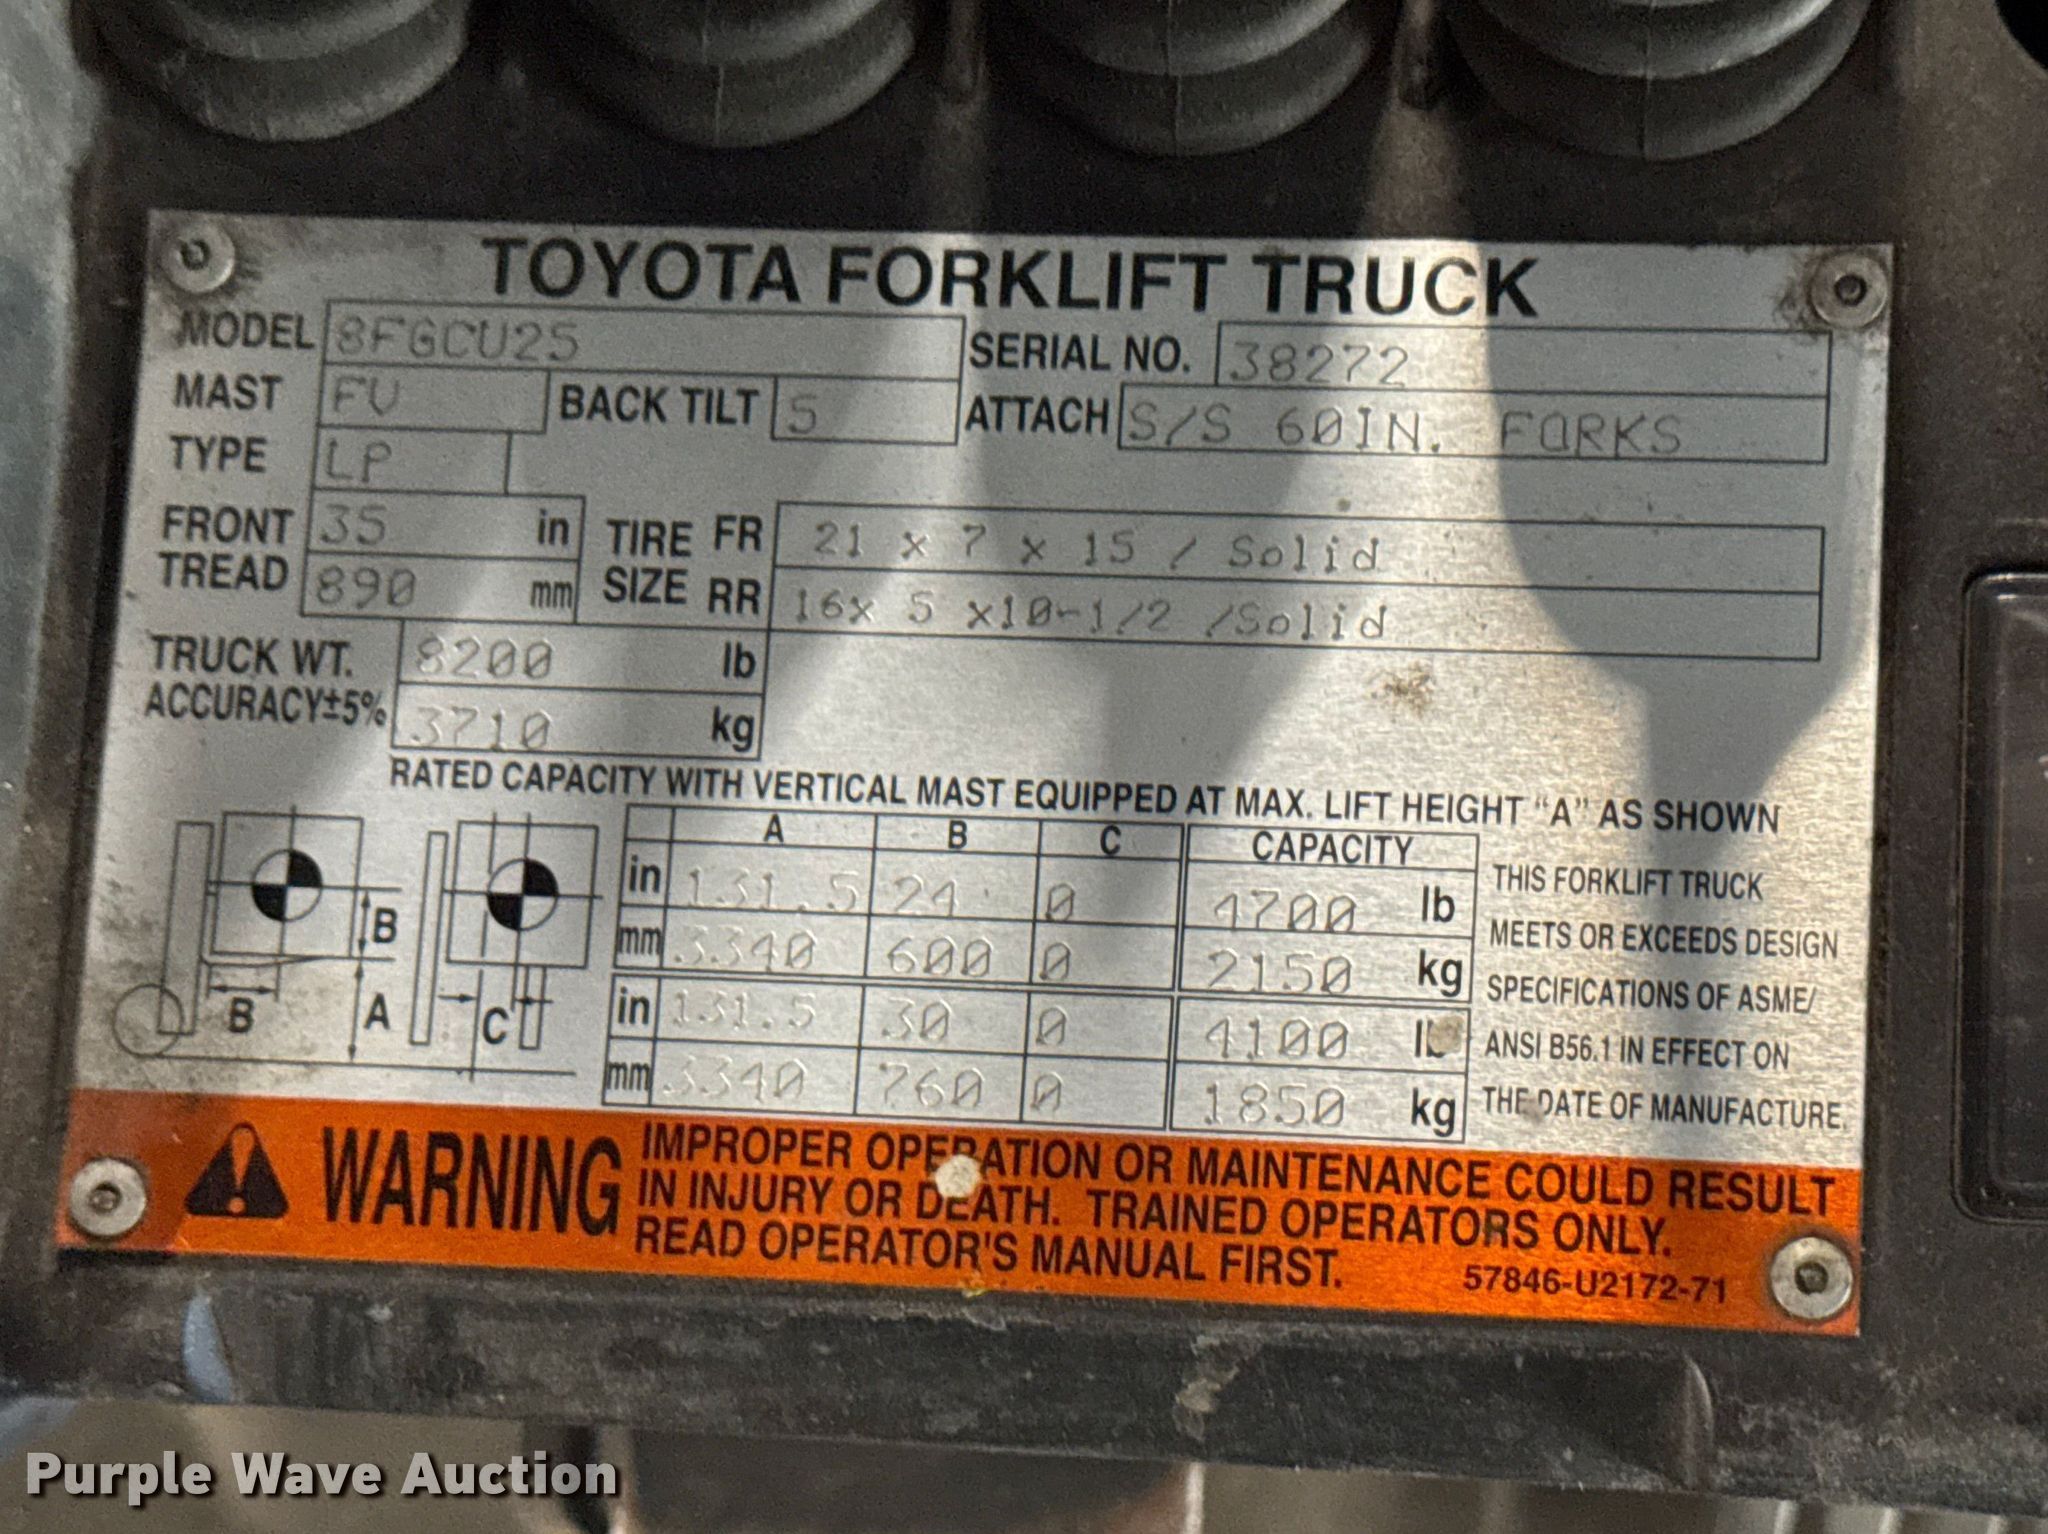 TOYOTA FORKLIFT TRUCK
MODEL 8FGCU25 SERIAL NO. 38272
MAST FV BACK TILT 5 ATTACH S/S 60IN. FORKS
TYPE LP
FRONT TREAD 35 in TIRE SIZE FR 21 x 7 x 15 / Solid
890 mm RR 16x 5 x10-1/2 /Solid
TRUCK WT. 8200 lb
ACCURACY±5% 3710 kg
RATED CAPACITY WITH VERTICAL MAST EQUIPPED AT MAX. LIFT HEIGHT "A" AS SHOWN
A B C CAPACITY
in 131.5 24 0 4700 lb
mm 3340 600 0 2150 kg
in 131.5 30 0 4100 lb
mm 3340 760 0 1850 kg
B
B A C
THIS FORKLIFT TRUCK
MEETS OR EXCEEDS DESIGN
SPECIFICATIONS OF ASME/
ANSI B56.1 IN EFFECT ON
THE DATE OF MANUFACTURE.
WARNING
IMPROPER OPERATION OR MAINTENANCE COULD RESULT
IN INJURY OR DEATH. TRAINED OPERATORS ONLY.
READ OPERATOR'S MANUAL FIRST.
57846-U2172-71
Purple Wave Auction